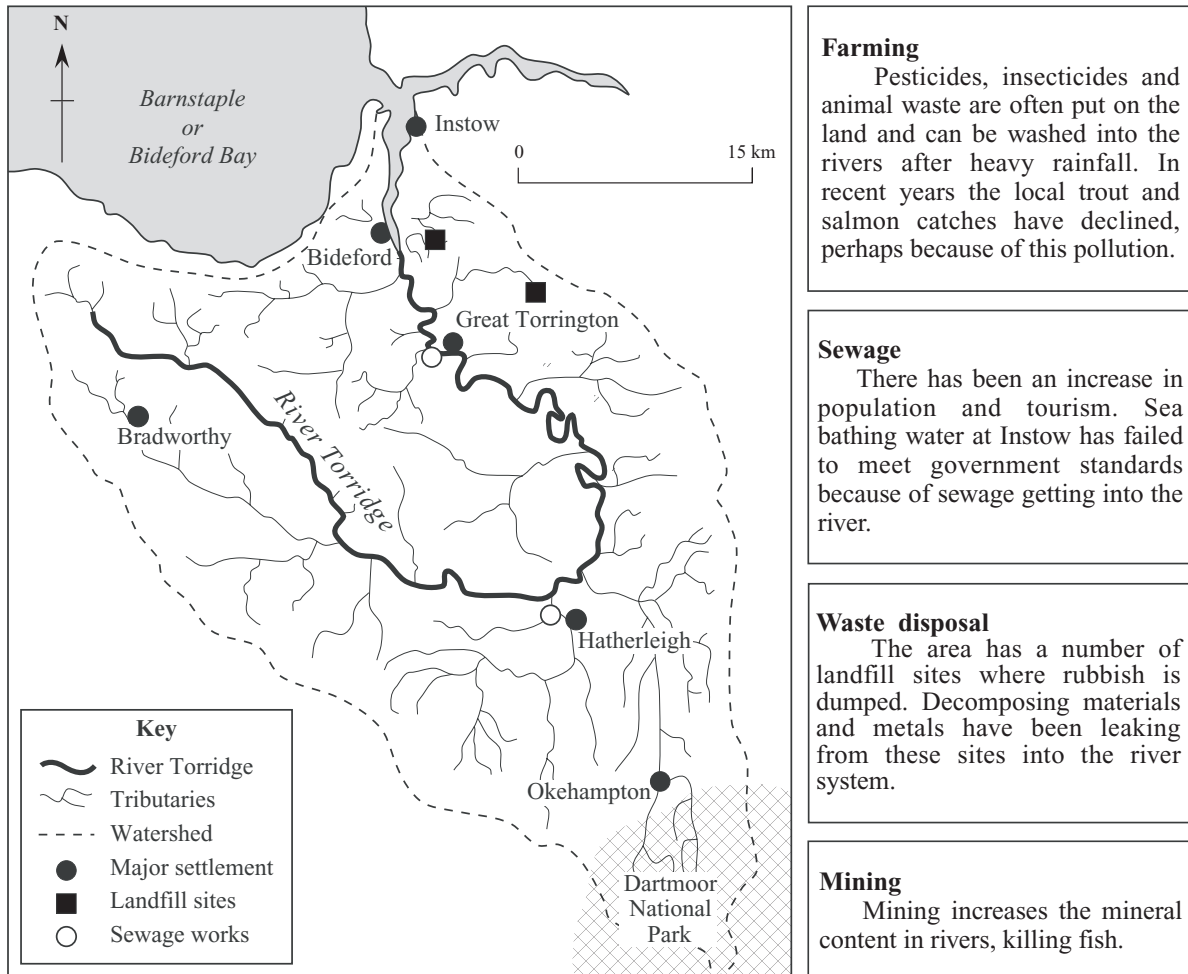 N
Barnstaple
or
Bideford Bay
Instow
0
15 km
Bideford
Great Torrington
River Torridge
Bradworthy
Hatherleigh
Okehampton
Dartmoor
National
Park
Key
River Torridge
Tributaries
Watershed
Major settlement
Landfill sites
Sewage works
Farming
Pesticides, insecticides and
animal waste are often put on the
land and can be washed into the
rivers after heavy rainfall. In
recent years the local trout and
salmon catches have declined,
perhaps because of this pollution.
Sewage
There has been an increase in
population and tourism. Sea
bathing water at Instow has failed
to meet government standards
because of sewage getting into the
river.
Waste disposal
The area has a number of
landfill sites where rubbish is
dumped. Decomposing materials
and metals have been leaking
from these sites into the river
system.
Mining
Mining increases the mineral
content in rivers, killing fish.